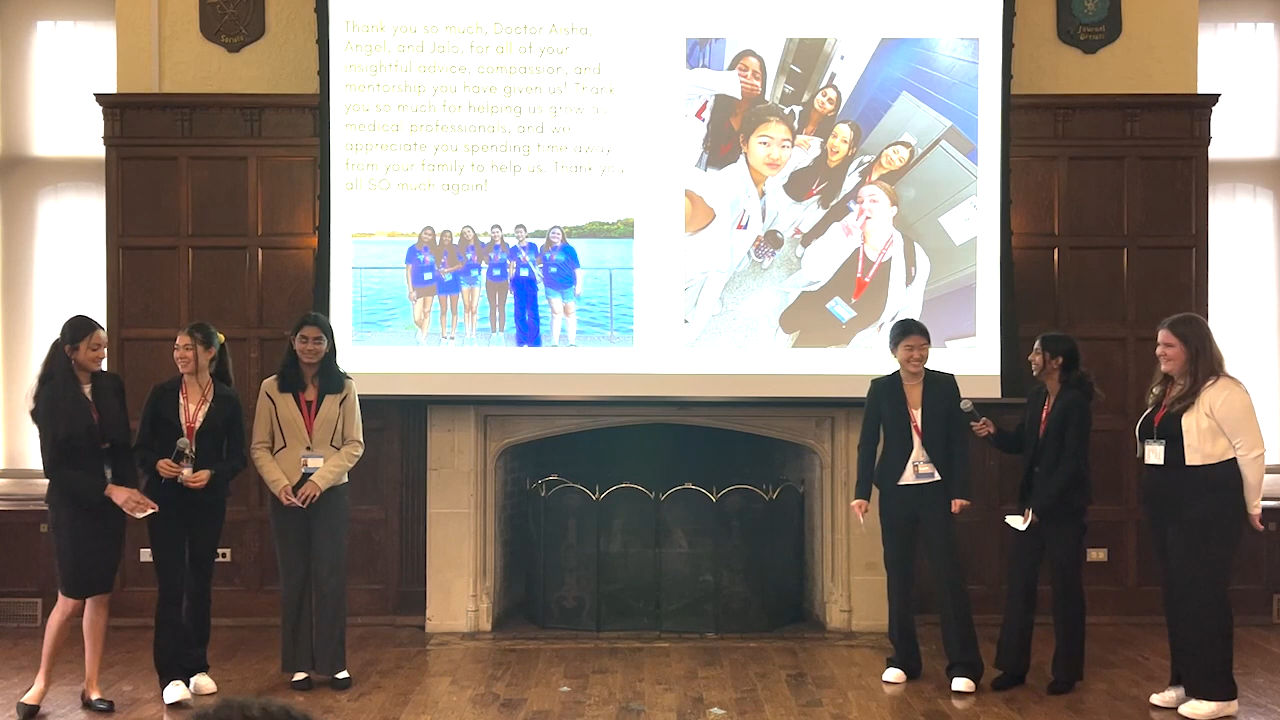 Society
Thank you so much, Doctor Aisha,
Angel, and Jalo, for all of your
insightful advice, compassion, and
mentorship you have given us! Thank
you so much for helping us grow as
medical professionals, and we
appreciate you spending time away
from your family to help us. Thank you
all SO much again!